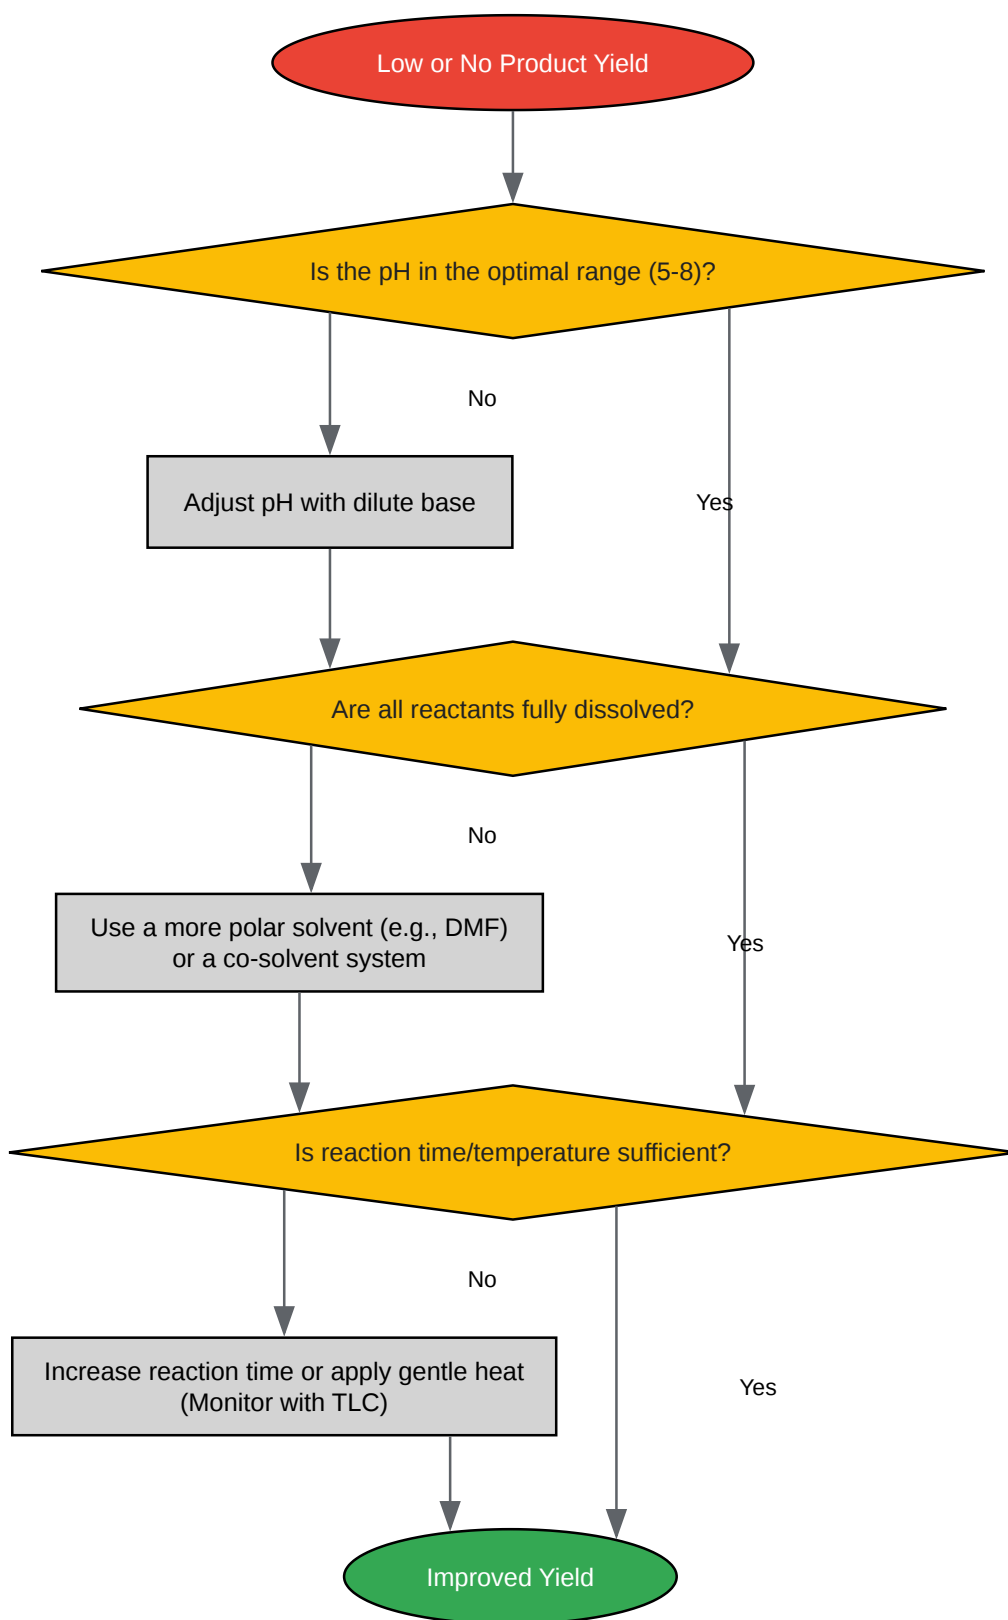 Low or No Product Yield
Is the pH in the optimal range (5-8)?
No
Adjust pH with dilute base
Yes
Are all reactants fully dissolved?
No
Use a more polar solvent (e.g., DMF)
or a co-solvent system
Yes
Is reaction time/temperature sufficient?
No
Increase reaction time or apply gentle heat
(Monitor with TLC)
Yes
Improved Yield